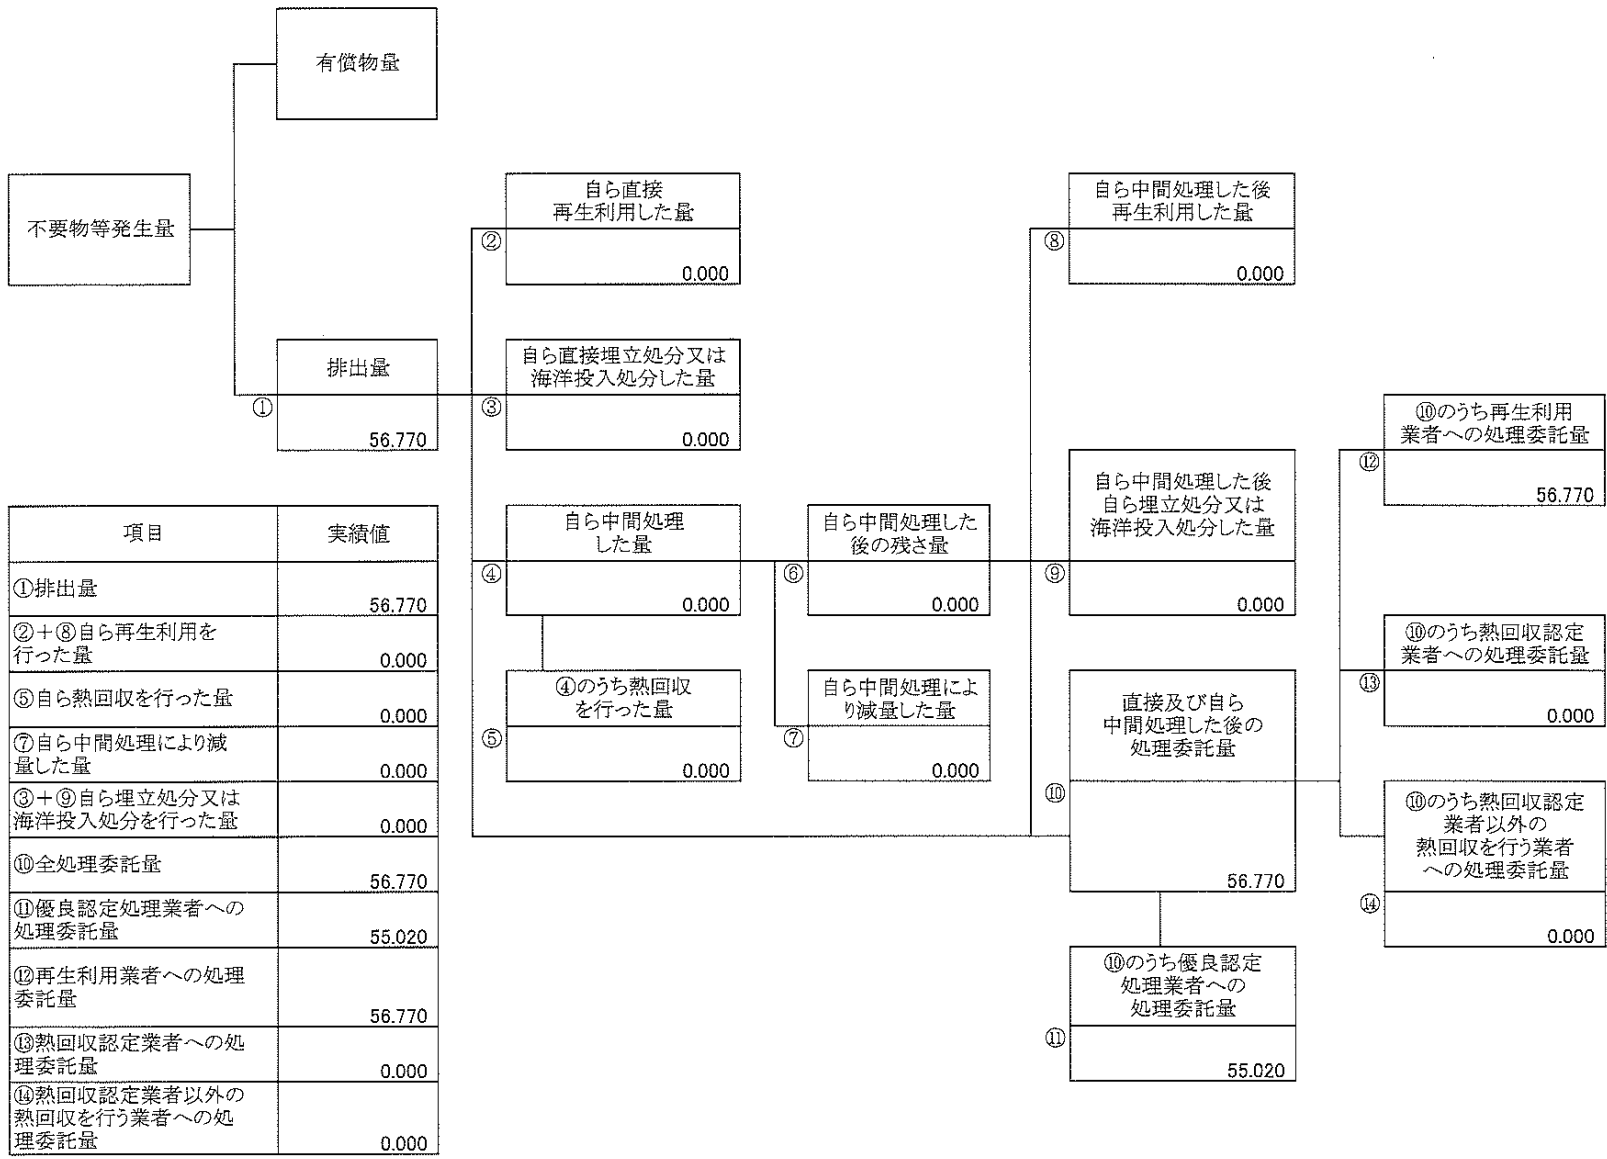 有償物量
不要物等発生量
排出量
①
56.770
自ら直接
再生利用した量
②
0.000
自ら直接埋立処分又は
海洋投入処分した量
③
0.000
自ら中間処理
した量
④
0.000
④のうち熱回収
を行った量
⑤
0.000
自ら中間処理した
後の残さ量
⑥
0.000
自ら中間処理によ
り減量した量
⑦
0.000
自ら中間処理した後
再生利用した量
⑧
0.000
自ら中間処理した後
自ら埋立処分又は
海洋投入処分した量
⑨
0.000
直接及び自ら
中間処理した後の
処理委託量
⑩
56.770
⑩のうち優良認定
処理業者への
処理委託量
⑪
55.020
⑩のうち再生利用
業者への処理委託量
⑫
56.770
⑩のうち熱回収認定
業者への処理委託量
⑬
0.000
⑩のうち熱回収認定
業者以外の
熱回収を行う業者
への処理委託量
⑭
0.000
項目 実績値
①排出量
56.770
②＋⑧自ら再生利用を
行った量
0.000
⑤自ら熱回収を行った量
0.000
⑦自ら中間処理により減
量した量
0.000
③＋⑨自ら埋立処分又は
海洋投入処分を行った量
0.000
⑩全処理委託量
56.770
⑪優良認定処理業者への
処理委託量
55.020
⑫再生利用業者への処理
委託量
56.770
⑬熱回収認定業者への処
理委託量
0.000
⑭熱回収認定業者以外の
熱回収を行う業者への処
理委託量
0.000